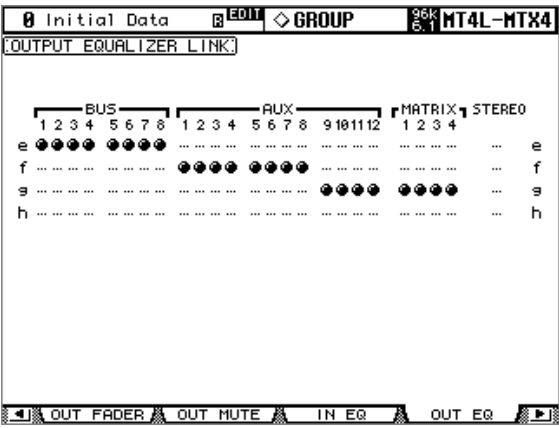 0 Initial Data R EDIT ◇GROUP 96k 6.1 MT4L-MTX4
OUTPUT EQUALIZER LINK
BUS AUX MATRIX STEREO
1 2 3 4 5 6 7 8 1 2 3 4 5 6 7 8 9 10 11 12 1 2 3 4
e e
f f
g g
h h
OUT FADER OUT MUTE IN EQ OUT EQ